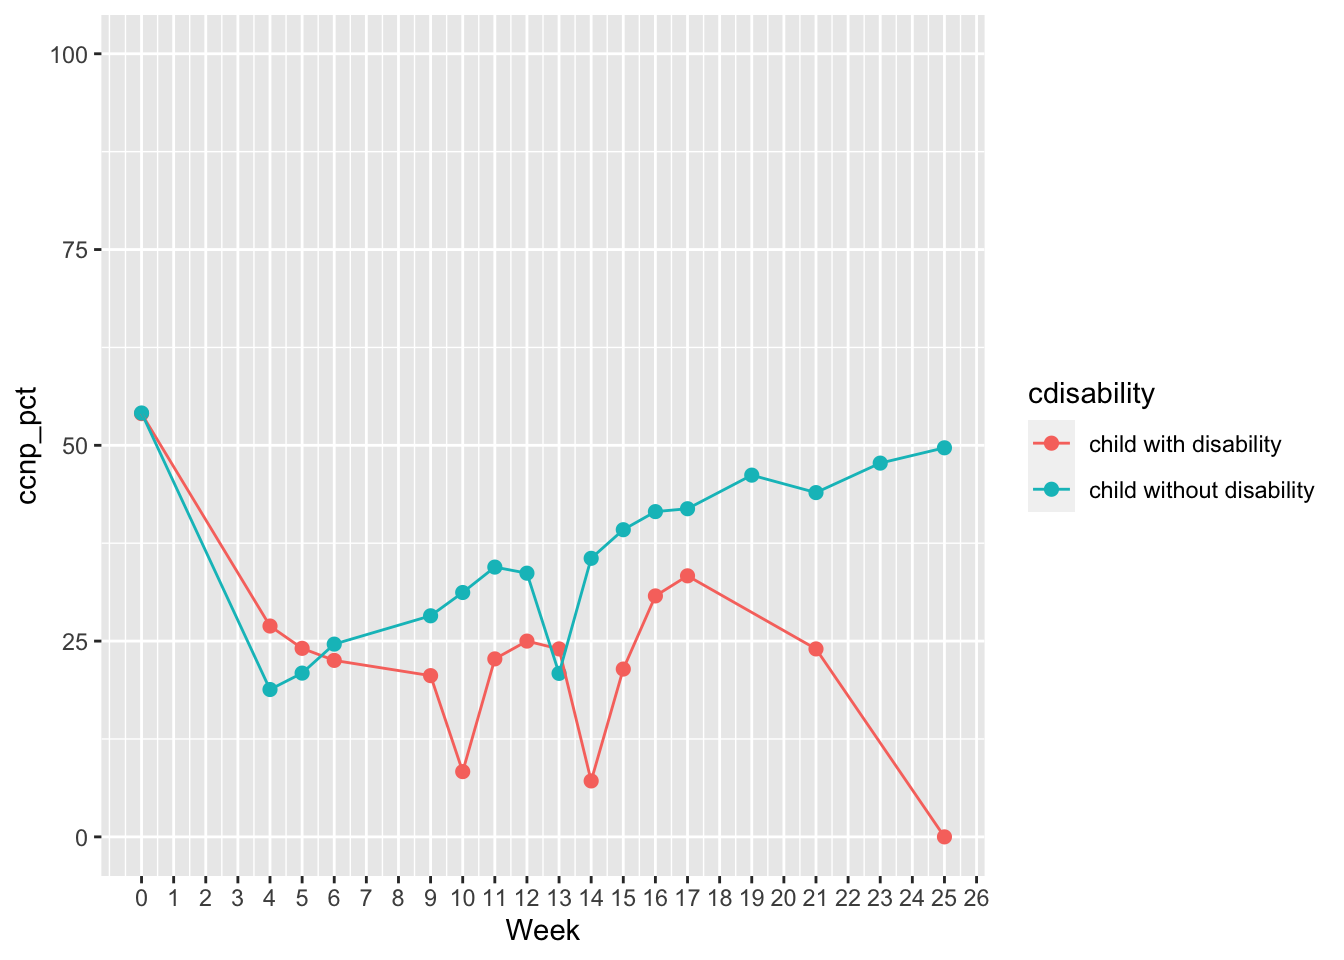 100
75
50
25
0
ccnp_pct
0 1 2 3 4 5 6 7 8 9 10 11 12 13 14 15 16 17 18 19 20 21 22 23 24 25 26
Week
cdisability
child with disability
child without disability